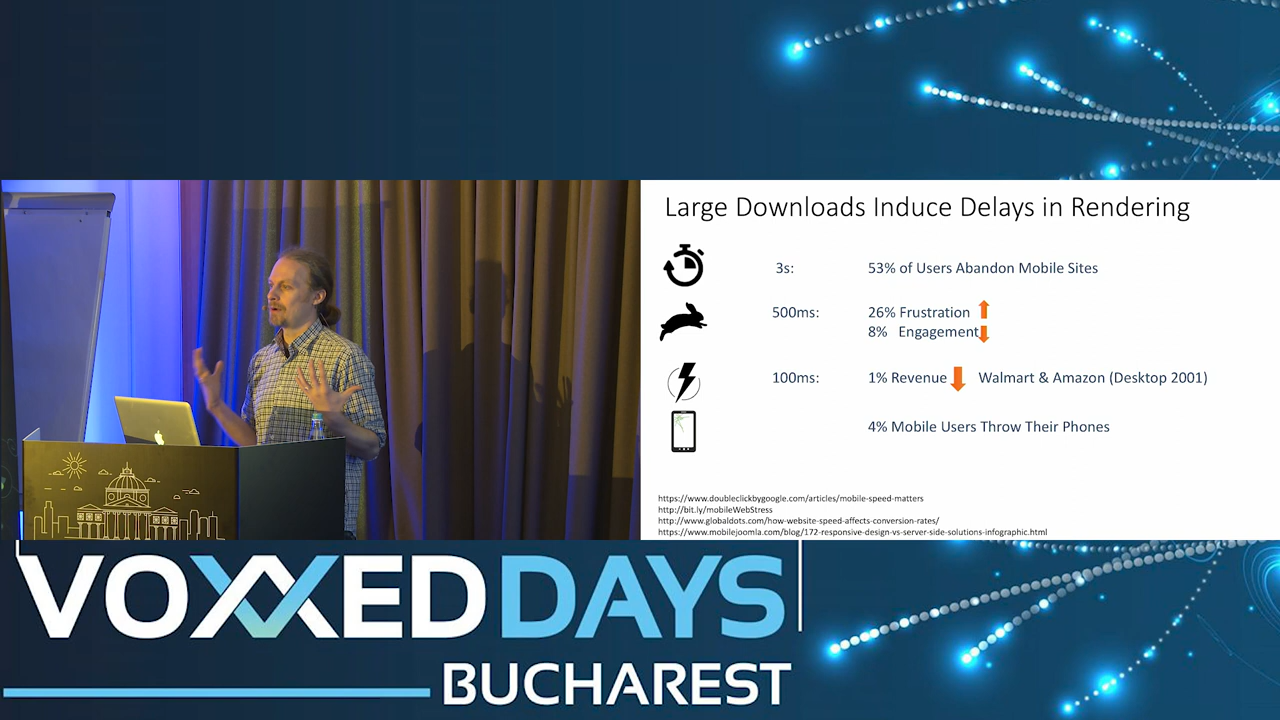 Large Downloads Induce Delays in Rendering
3s: 53% of Users Abandon Mobile Sites
500ms: 26% Frustration
8% Engagement
100ms: 1% Revenue Walmart & Amazon (Desktop 2001)
4% Mobile Users Throw Their Phones
https://www.doubleclickbygoogle.com/articles/mobile-speed-matters
http://bit.ly/mobileWebStress
http://www.globaldots.com/how-website-speed-affects-conversion-rates/
https://www.mobilejoomla.com/blog/172-responsive-design-vs-server-side-solutions-infographic.html
VOXXED DAYS
BUCHAREST